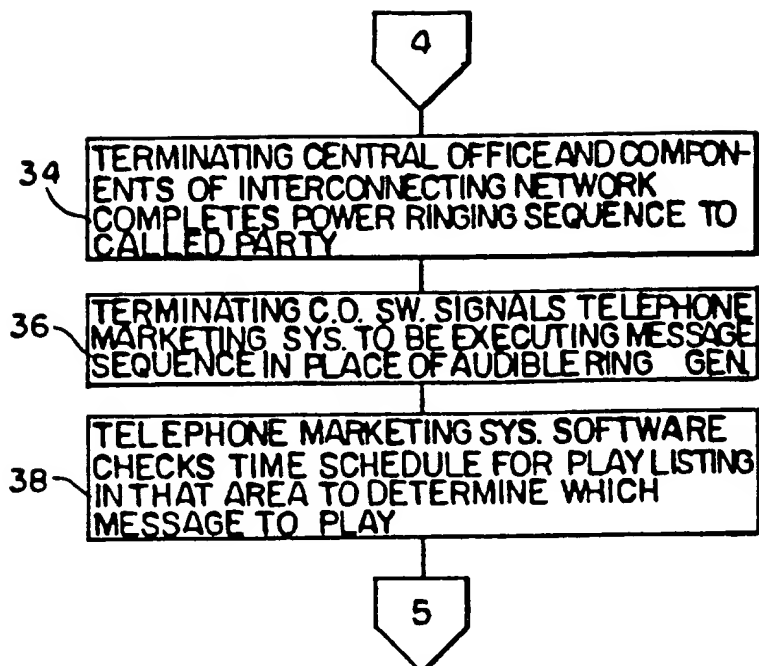 4
34
TERMINATING CENTRAL OFFICE AND COMPON-
ENTS OF INTERCONNECTING NETWORK
COMPLETES POWER RINGING SEQUENCE TO
CALLED PARTY
36
TERMINATING C.O. SW. SIGNALS TELEPHONE
MARKETING SYS. TO BE EXECUTING MESSAGE
SEQUENCE IN PLACE OF AUDIBLE RING GEN.
38
TELEPHONE MARKETING SYS. SOFTWARE
CHECKS TIME SCHEDULE FOR PLAY LISTING
IN THAT AREA TO DETERMINE WHICH
MESSAGE TO PLAY
5